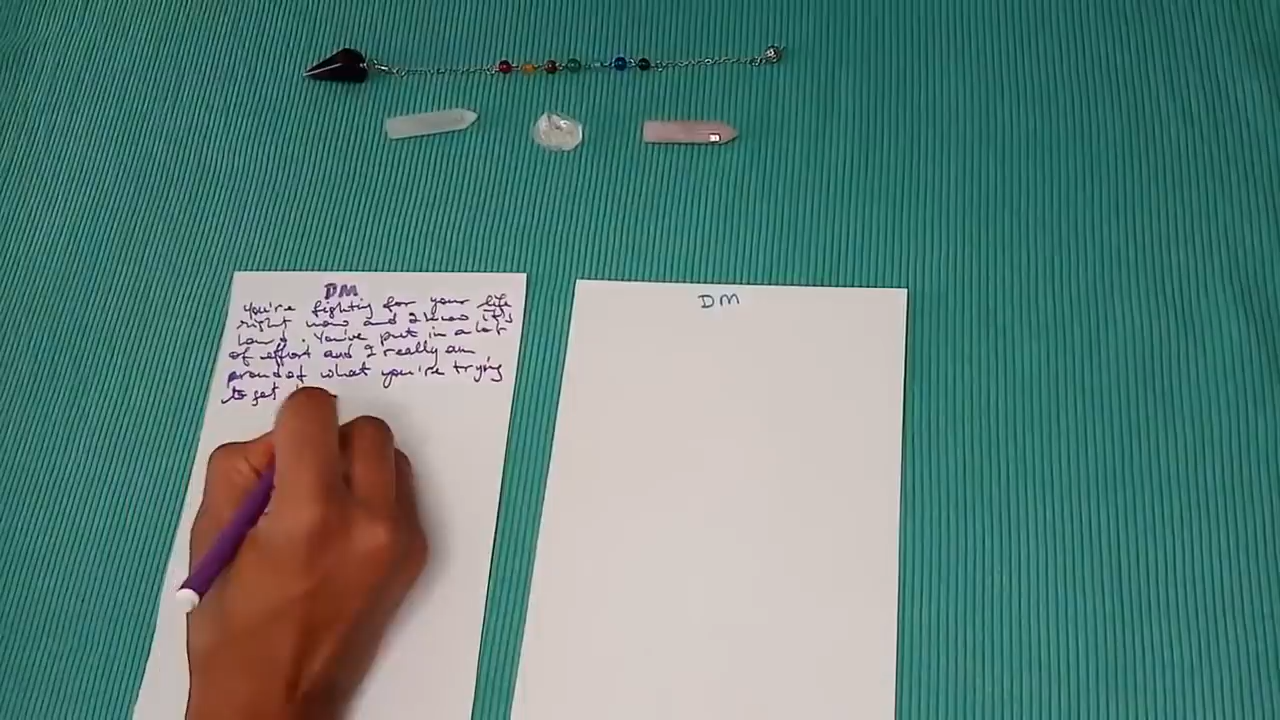 DM
You're fighting for your life
right now and I know it's
hard. You've put in a lot
of effort and I really am
proud of what you're trying
to get
DM